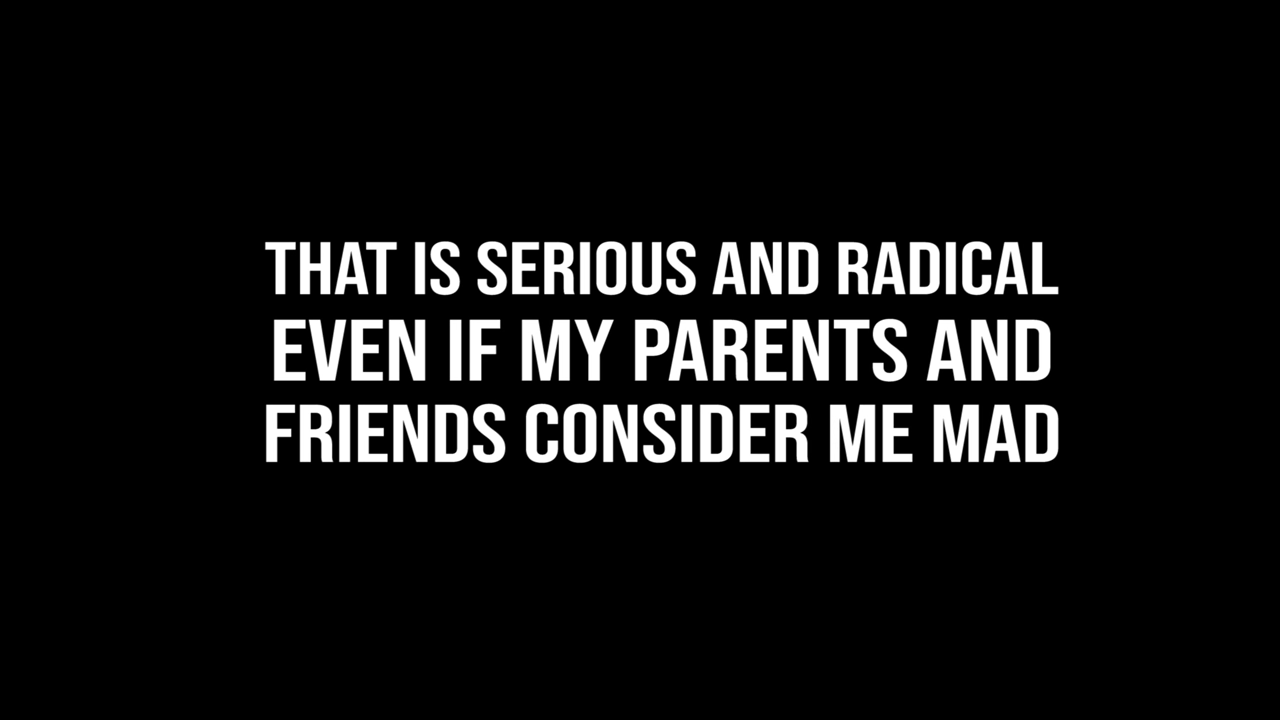 THAT IS SERIOUS AND RADICAL
EVEN IF MY PARENTS AND
FRIENDS CONSIDER ME MAD